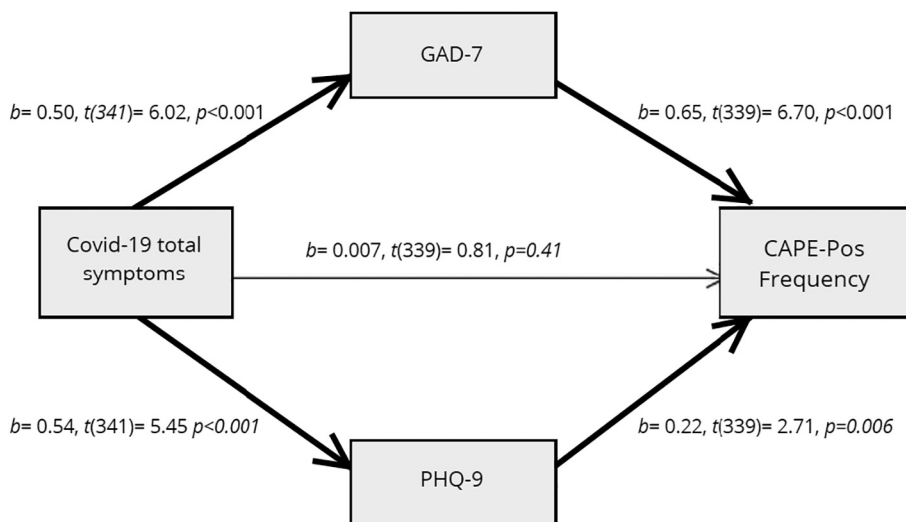 GAD-7
b= 0.50, t(341)= 6.02, p<0.001
b= 0.65, t(339)= 6.70, p<0.001
Covid-19 total
symptoms
b= 0.007, t(339)= 0.81, p=0.41
CAPE-Pos
Frequency
b= 0.54, t(341)= 5.45 p<0.001
b= 0.22, t(339)= 2.71, p=0.006
PHQ-9